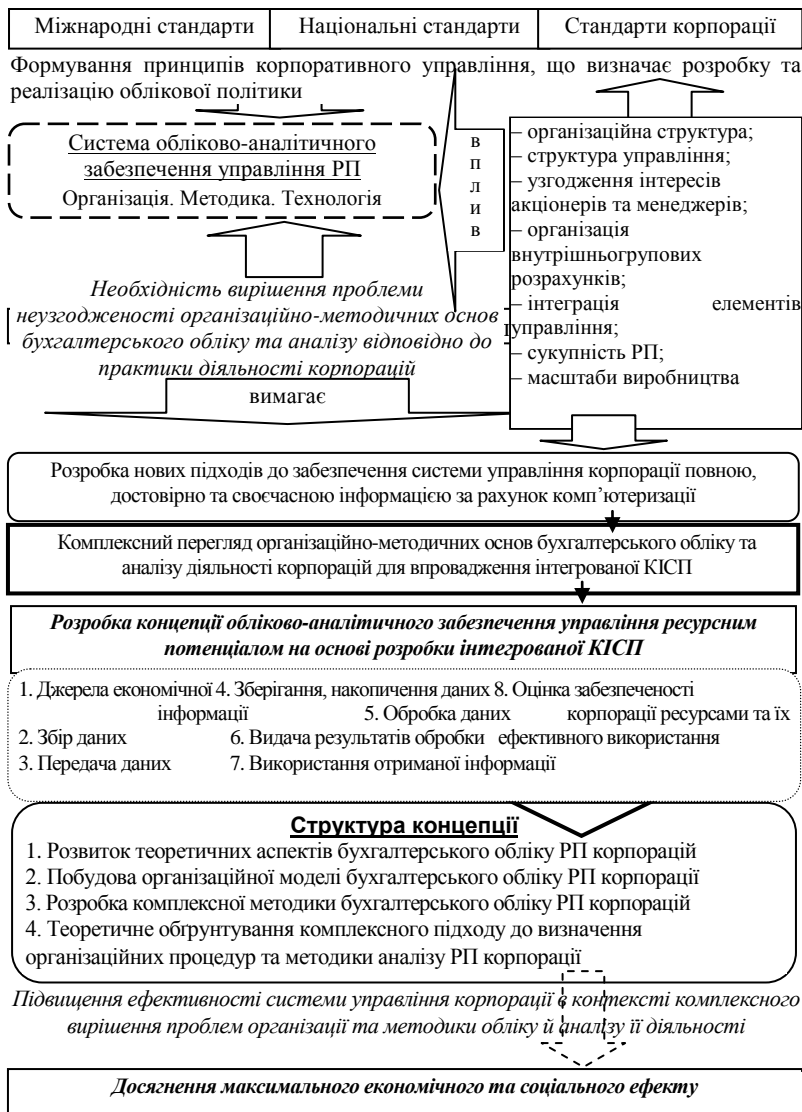 Міжнародні стандарти
Національні стандарти
Стандарти корпорації
Формування принципів корпоративного управління, що визначає розробку та
реалізацію облікової політики
Система обліково-аналітичного
забезпечення управління РП
Організація. Методика. Технологія
в
п
л
и
в
– організаційна структура;
– структура управління;
– узгодження інтересів
акціонерів та менеджерів;
– організація
внутрішньогрупових
розрахунків;
– інтеграція елементів
управління;
– сукупність РП;
– масштаби виробництва
Необхідність вирішення проблеми
неузгодженості організаційно-методичних основ
бухгалтерського обліку та аналізу відповідно до
практики діяльності корпорацій
вимагає
Розробка нових підходів до забезпечення системи управління корпорації повною,
достовірно та своєчасною інформацією за рахунок комп’ютеризації
Комплексний перегляд організаційно-методичних основ бухгалтерського обліку та
аналізу діяльності корпорацій для впровадження інтегрованої КІСП
Розробка концепції обліково-аналітичного забезпечення управління ресурсним
потенціалом на основі розробки інтегрованої КІСП
1. Джерела економічної 4. Зберігання, накопичення даних 8. Оцінка забезпеченості
інформації 5. Обробка даних корпорації ресурсами та їх
2. Збір даних 6. Видача результатів обробки ефективного використання
3. Передача даних 7. Використання отриманої інформації
Структура концепції
1. Розвиток теоретичних аспектів бухгалтерського обліку РП корпорацій
2. Побудова організаційної моделі бухгалтерського обліку РП корпорації
3. Розробка комплексної методики бухгалтерського обліку РП корпорацій
4. Теоретичне обґрунтування комплексного підходу до визначення
організаційних процедур та методики аналізу РП корпорації
Підвищення ефективності системи управління корпорації в контексті комплексного
вирішення проблем організації та методики обліку й аналізу її діяльності
Досягнення максимального економічного та соціального ефекту